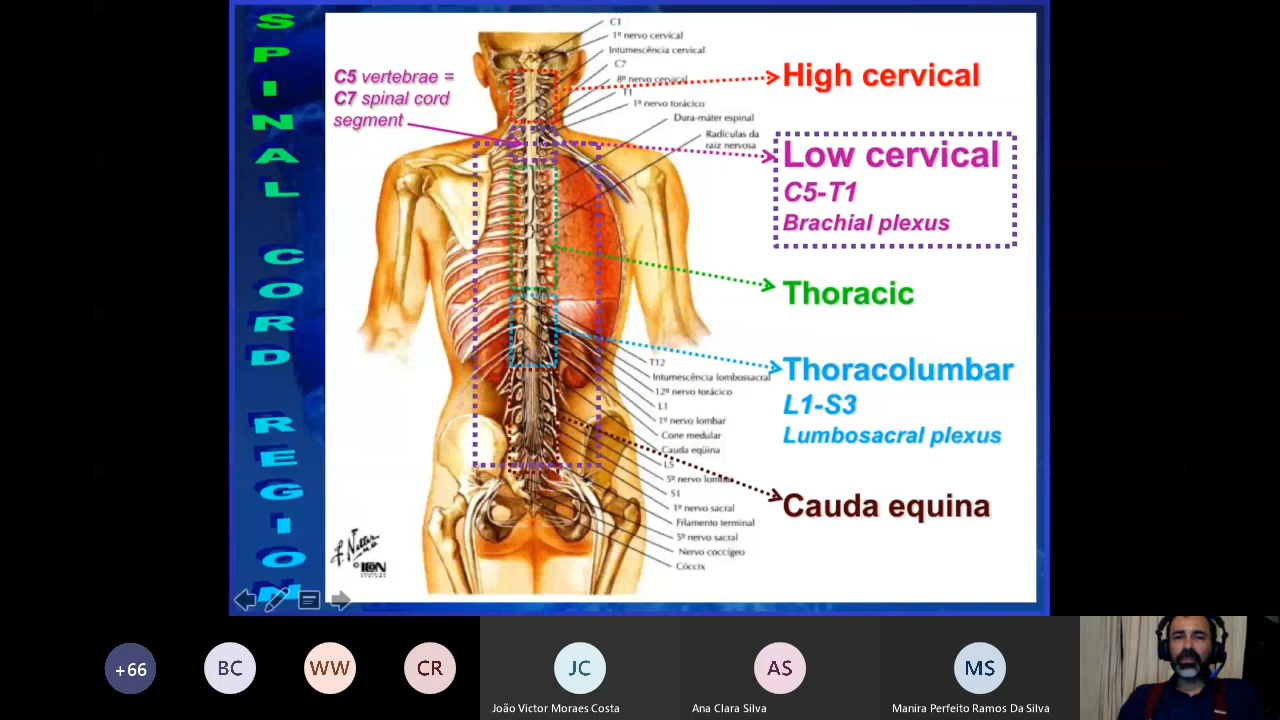 SPINAL CORD REGION
C5 vertebrae =
C7 spinal cord
segment
C1
1º nervo cervical
Intumescência cervical
C7
8º nervo cervical
T1
1º nervo torácico
Dura-máter espinal
Radículas da
raiz nervosa
High cervical
Low cervical
C5-T1
Brachial plexus
Thoracic
Thoracolumbar
L1-S3
Lumbosacral plexus
Cauda equina
T12
Intumescência lombossacral
12º nervo torácico
L1
1º nervo lombar
Cone medular
Cauda eqüina
L5
5º nervo lombar
S1
1º nervo sacral
Filamento terminal
5º nervo sacral
Nervo coccígeo
Cóccix
F. Netter
M.D.
© ICON
+66
BC
WW
CR
JC
AS
MS
João Victor Moraes Costa
Ana Clara Silva
Manira Perfeito Ramos Da Silva